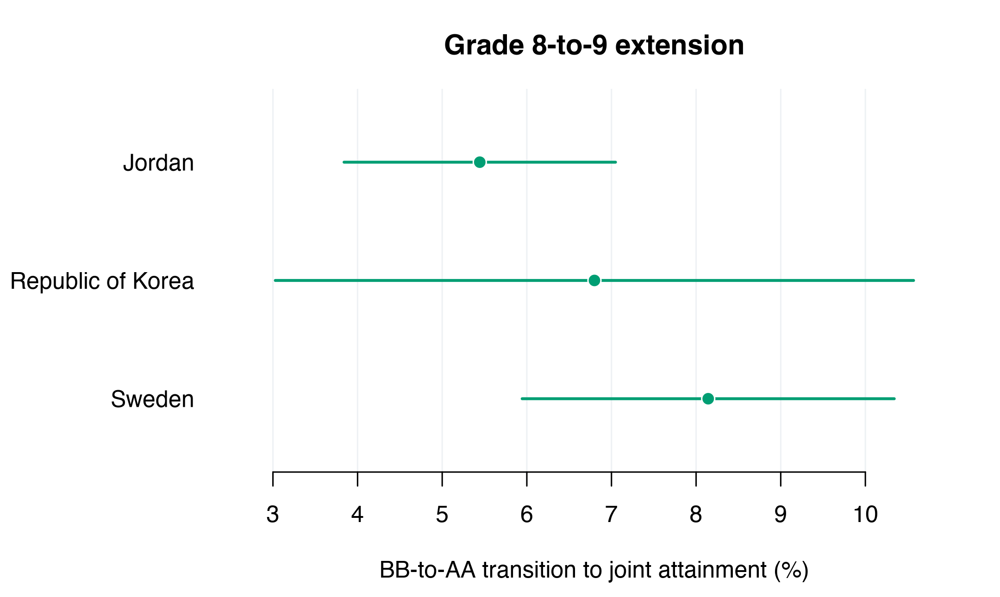 Grade 8-to-9 extension
Jordan
Republic of Korea
Sweden
3 4 5 6 7 8 9 10
BB-to-AA transition to joint attainment (%)